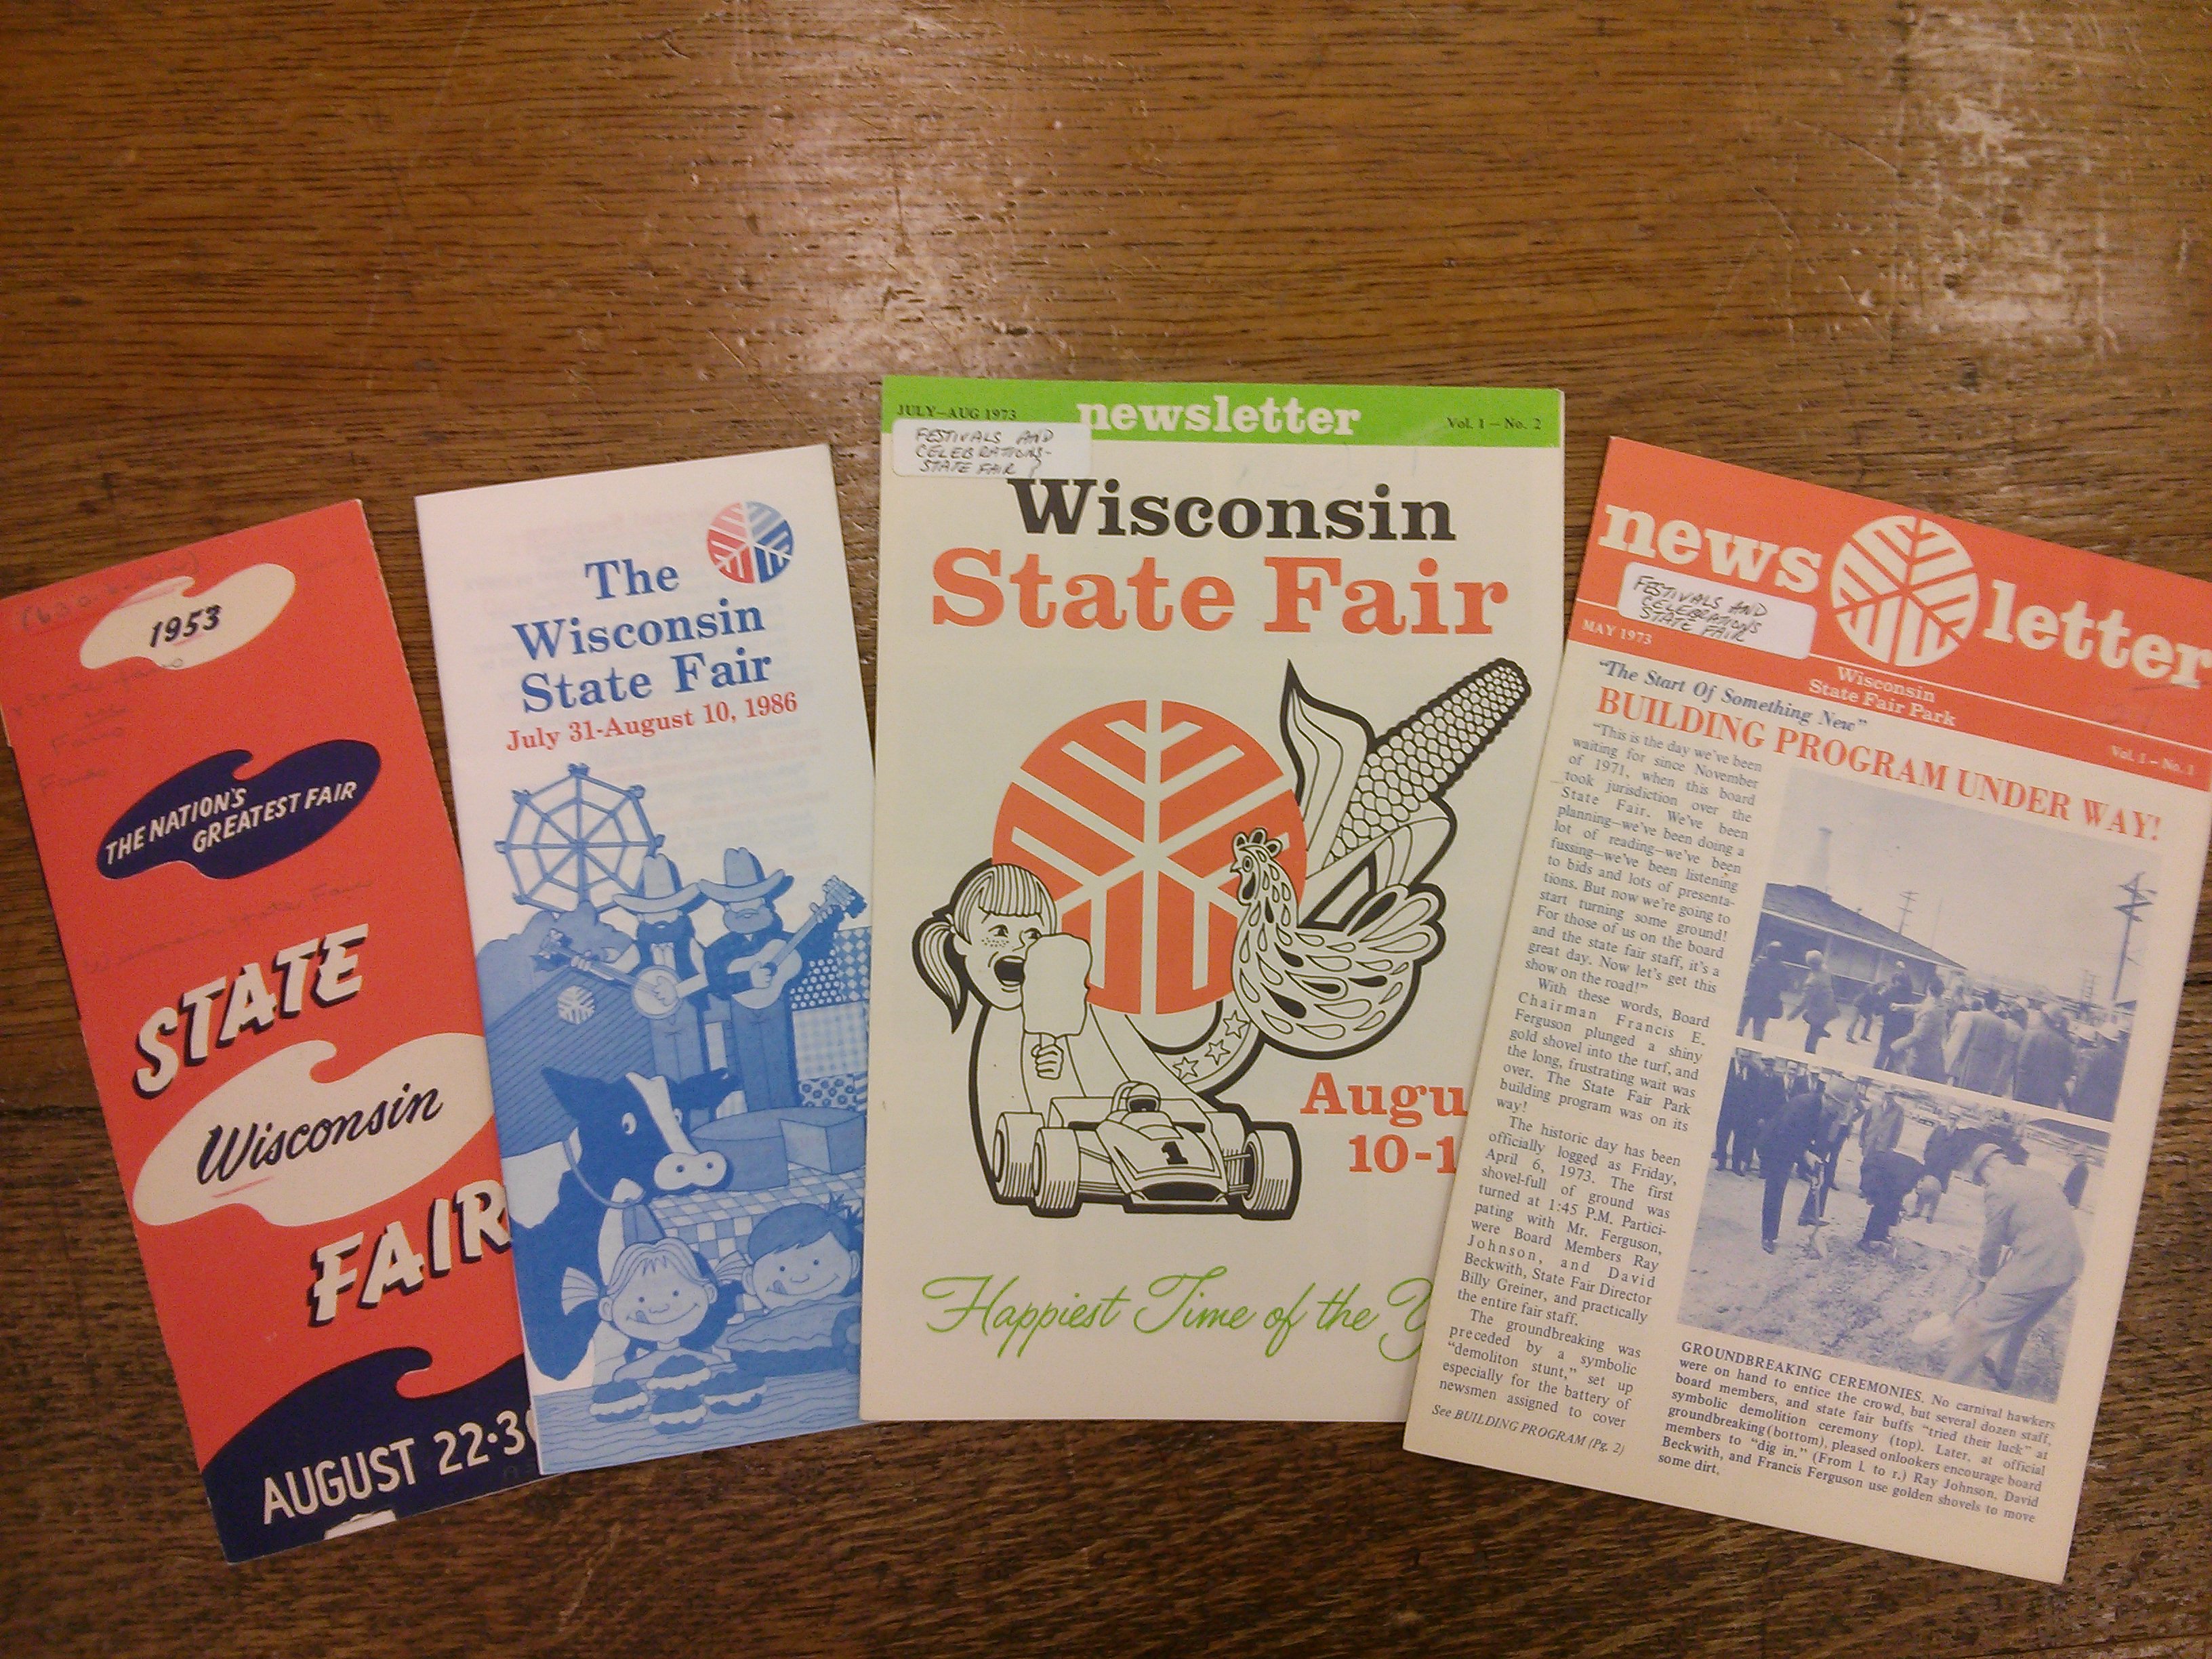 1953
THE NATION'S
GREATEST FAIR
STATE
Wisconsin
FAIR
AUGUST 22·30
The
Wisconsin
State Fair
July 31-August 10, 1986
JULY–AUG 1973
newsletter
Vol. 1 – No. 2
FESTIVALS AND
CELEBRATIONS-
STATE FAIR
Wisconsin
State Fair
1
Augu
10-1
Happiest Time of the Y
news letter
FESTIVALS AND
CELEBRATIONS
STATE FAIR
MAY 1973
Wisconsin
State Fair Park
Vol. 1 – No. 1
"The Start Of Something New"
BUILDING PROGRAM UNDER WAY!
"This is the day we've been
waiting for since November
of 1971, when this board
took jurisdiction over the
State Fair. We've been
planning—we've been doing a
lot of reading—we've been
fussing—we've been listening
to bids and lots of presenta-
tions. But now we're going to
start turning some ground!
For those of us on the board
and the state fair staff, it's a
great day. Now let's get this
show on the road!"
With these words, Board
Chairman Francis E.
Ferguson plunged a shiny
gold shovel into the turf, and
the long, frustrating wait was
over. The State Fair Park
building program was on its
way!
The historic day has been
officially logged as Friday,
April 6, 1973. The first
shovel-full of ground was
turned at 1:45 P.M. Partici-
pating with Mr. Ferguson,
were Board Members Ray
Johnson, and David
Beckwith, State Fair Director
Billy Greiner, and practically
the entire fair staff.
The groundbreaking was
preceded by a symbolic
"demoliton stunt," set up
especially for the battery of
newsmen assigned to cover
See BUILDING PROGRAM (Pg. 2)
GROUNDBREAKING CEREMONIES. No carnival hawkers
were on hand to entice the crowd, but several dozen staff,
board members, and state fair buffs "tried their luck" at
symbolic demolition ceremony (top). Later, at official
groundbreaking (bottom), pleased onlookers encourage board
members to "dig in." (From l. to r.) Ray Johnson, David
Beckwith, and Francis Ferguson use golden shovels to move
some dirt.